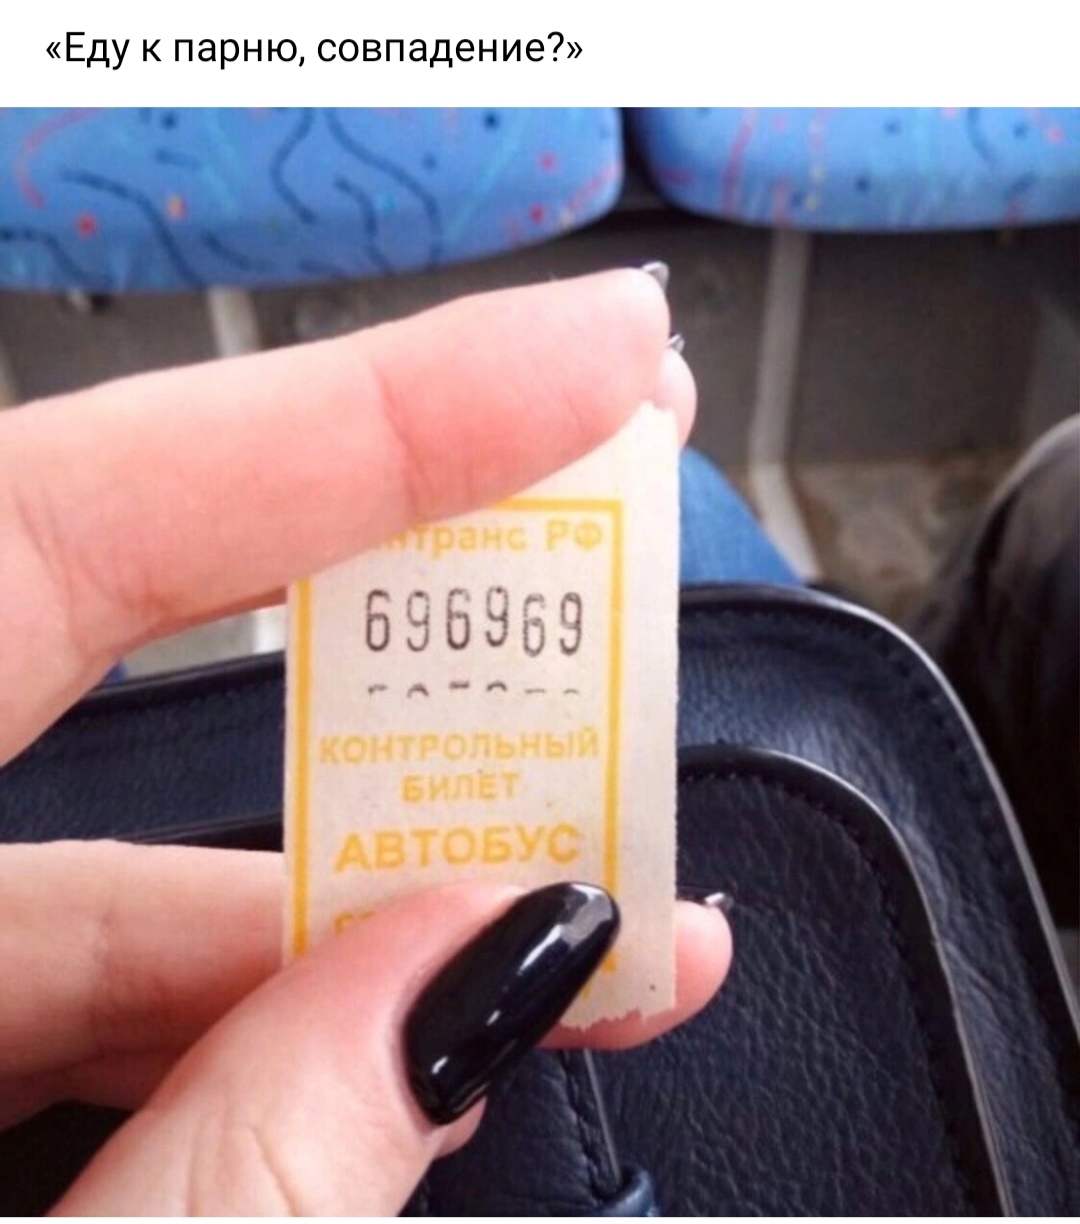 «Еду к парню, совпадение?»
транс РФ
696969
КОНТРОЛЬНЫЙ
БИЛЕТ
АВТОБУС